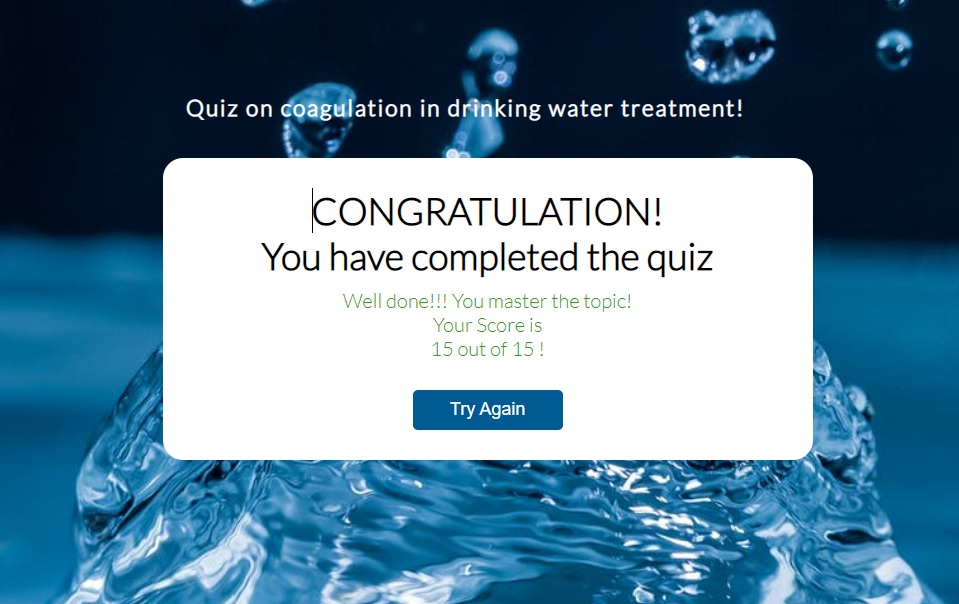 Quiz on coagulation in drinking water treatment!
CONGRATULATION!
You have completed the quiz
Well done!!! You master the topic!
Your Score is
15 out of 15 !
Try Again